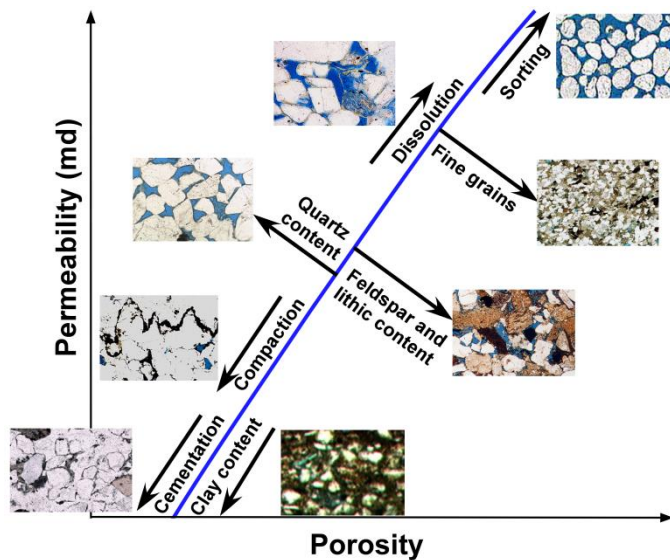 Permeability (md)
Sorting
Dissolution
Fine grains
Quartz
content
Feldspar and
lithic content
Compaction
Cementation
Clay content
Porosity